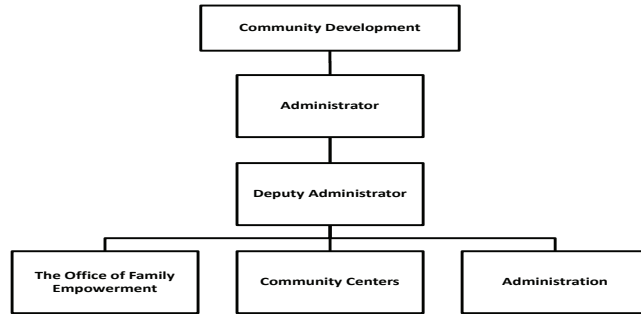 Community Development
Administrator
Deputy Administrator
The Office of Family
Empowerment
Community Centers
Administration